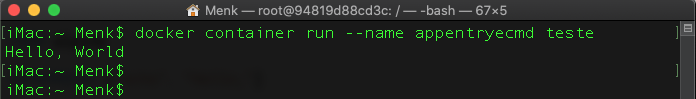 Menk — root@94819d88cd3c: / — -bash — 67×5
[iMac:~ Menk$ docker container run --name appentryecmd teste ]
Hello, World
[iMac:~ Menk$ ]
iMac:~ Menk$